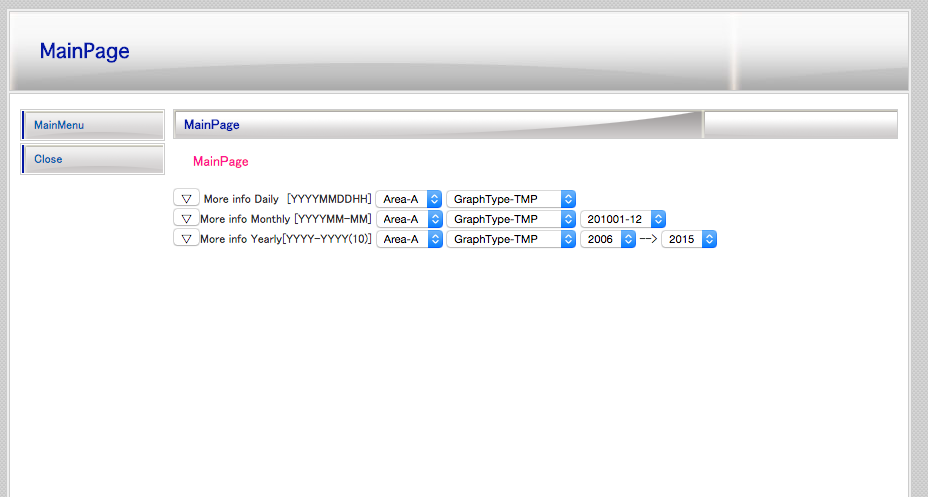 MainPage
MainMenu
Close
MainPage
MainPage
▽ More info Daily [YYYYMMDDHH] Area-A GraphType-TMP
▽ More info Monthly [YYYYMM-MM] Area-A GraphType-TMP 201001-12
▽ More info Yearly[YYYY-YYYY(10)] Area-A GraphType-TMP 2006 --> 2015